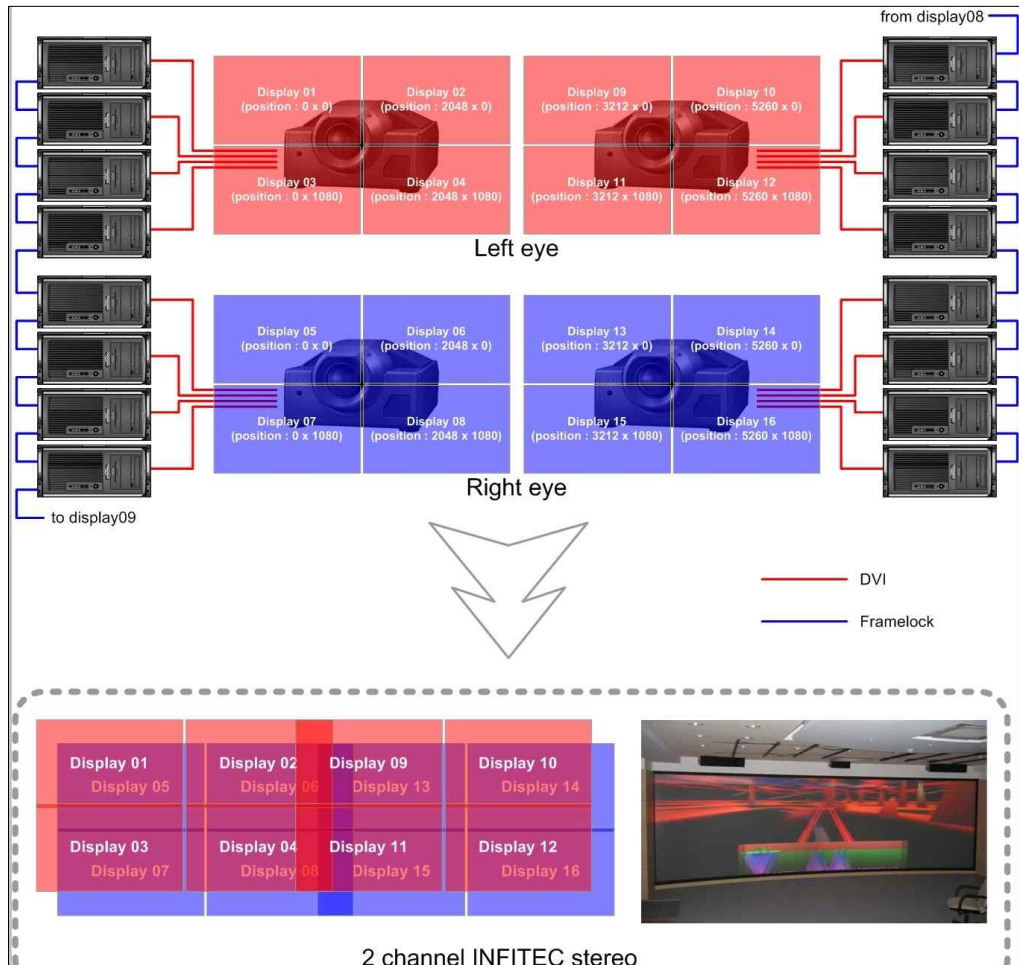 from display08
Display 01
(position : 0 x 0)
Display 02
(position : 2048 x 0)
Display 09
(position : 3212 x 0)
Display 10
(position : 5260 x 0)
Display 03
(position : 0 x 1080)
Display 04
(position : 2048 x 1080)
Display 11
(position : 3212 x 1080)
Display 12
(position : 5260 x 1080)
Left eye
Display 05
(position : 0 x 0)
Display 06
(position : 2048 x 0)
Display 13
(position : 3212 x 0)
Display 14
(position : 5260 x 0)
Display 07
(position : 0 x 1080)
Display 08
(position : 2048 x 1080)
Display 15
(position : 3212 x 1080)
Display 16
(position : 5260 x 1080)
Right eye
to display09
DVI
Framelock
Display 01
Display 02
Display 09
Display 10
Display 05
Display 06
Display 13
Display 14
Display 03
Display 04
Display 11
Display 12
Display 07
Display 08
Display 15
Display 16
2 channel INFITEC stereo